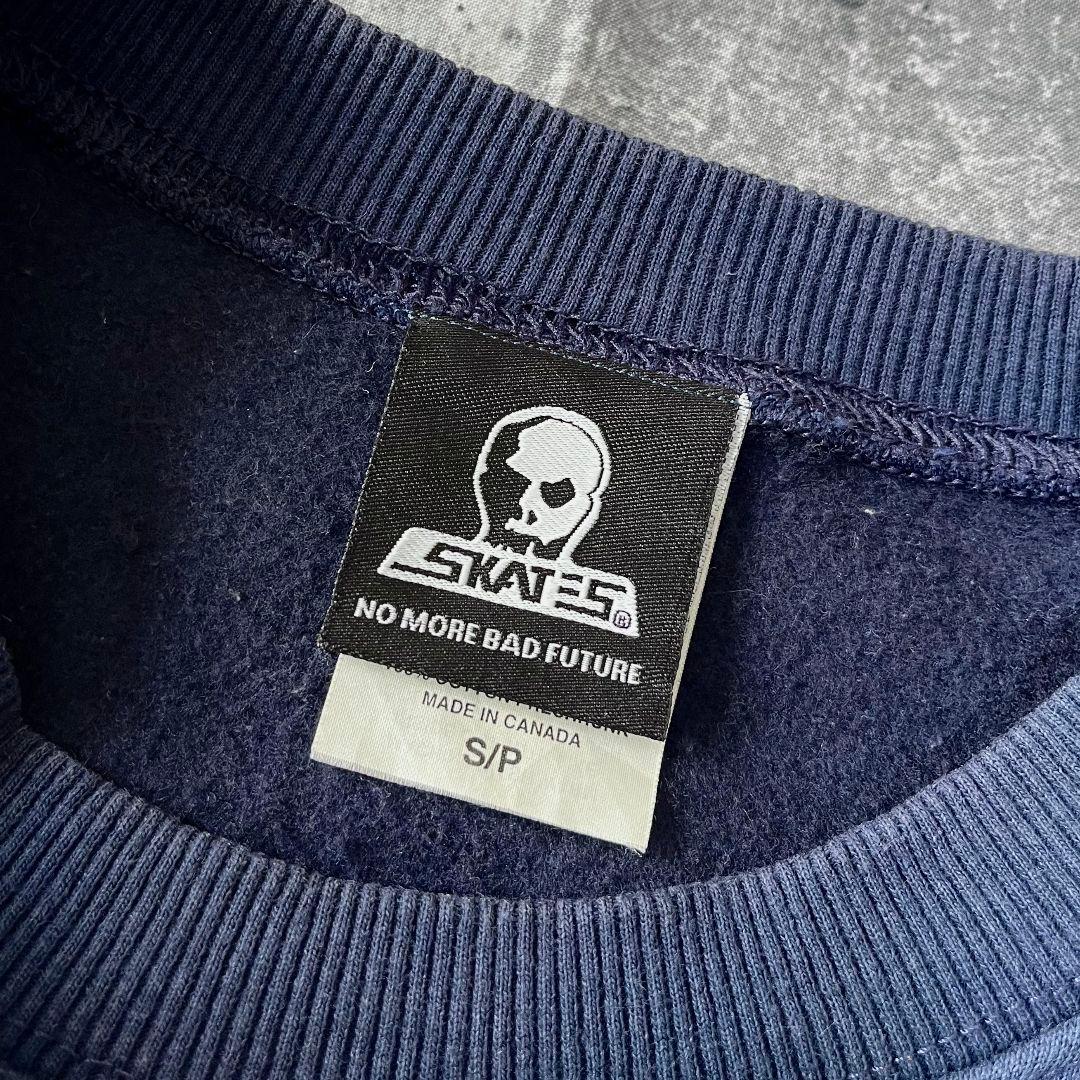 SKATES®
NO MORE BAD FUTURE
MADE IN CANADA
S/P